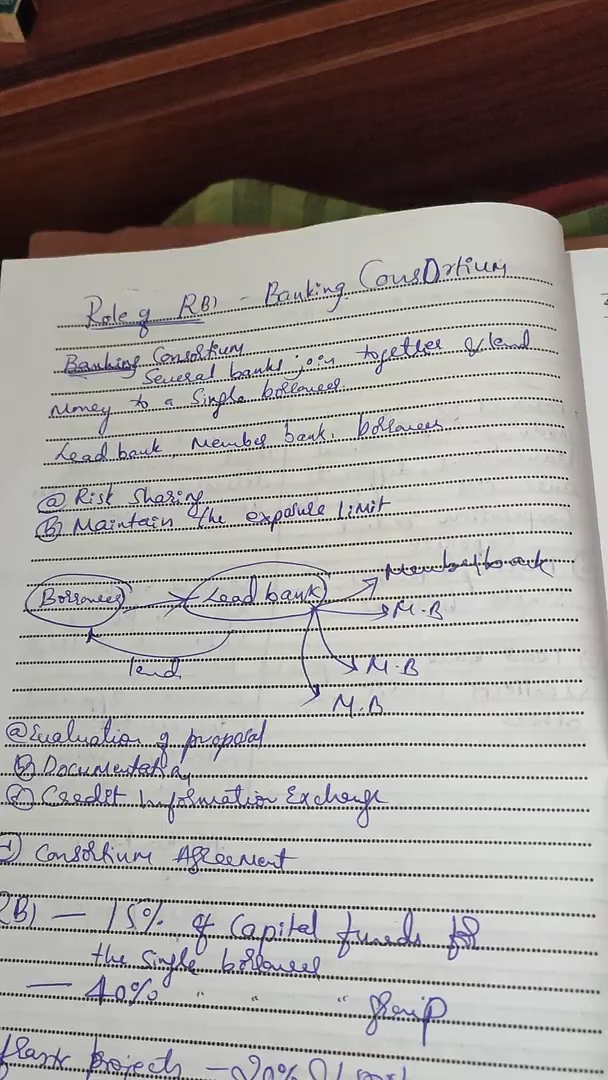 Role of RBI - Banking Consortium
Banking Consortium
Several banks join together & lend
Money to a single borrower
Lead bank, Member bank, borrower
ⓐ Risk Sharing
ⓑ Maintain the exposure limit
Borrower
Lead bank
Member bank
M.B
M.B
M.B
lend
ⓐ Evaluation of proposal
ⓑ Documentation
ⓒ Credit Information Exchange
Consortium Agreement
RBI — 15% of Capital funds for
the single borrower
— 40% " " " group
projects - 20%